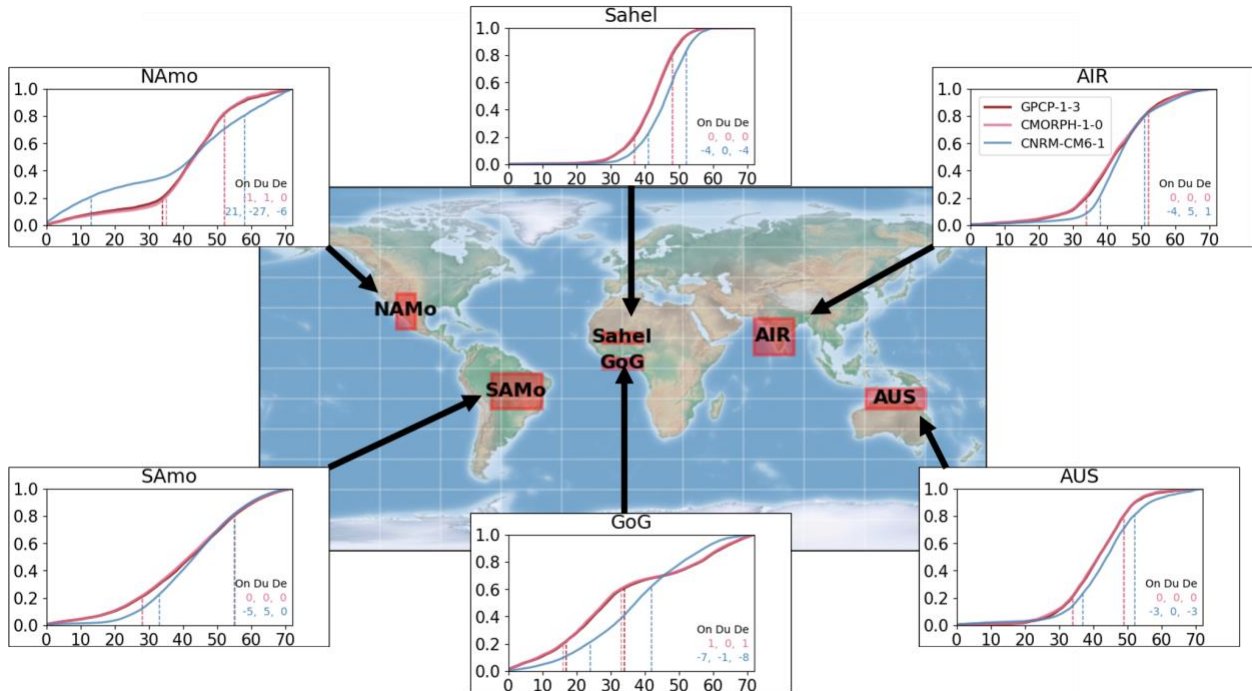 Sahel
1.0
0.8
0.6
0.4
0.2
0.0
0 10 20 30 40 50 60 70
On Du De
0, 0, 0
-4, 0, -4
NAmo
1.0
0.8
0.6
0.4
0.2
0.0
0 10 20 30 40 50 60 70
On Du De
1, 1, 0
21, -27, -6
AIR
1.0
0.8
0.6
0.4
0.2
0.0
0 10 20 30 40 50 60 70
GPCP-1-3
CMORPH-1-0
CNRM-CM6-1
On Du De
0, 0, 0
-4, 5, 1
NAMo
Sahel
AIR
GoG
SAMo
AUS
SAmo
1.0
0.8
0.6
0.4
0.2
0.0
0 10 20 30 40 50 60 70
On Du De
0, 0, 0
-5, 5, 0
GoG
1.0
0.8
0.6
0.4
0.2
0.0
0 10 20 30 40 50 60 70
On Du De
1, 0, 1
-7, -1, -8
AUS
1.0
0.8
0.6
0.4
0.2
0.0
0 10 20 30 40 50 60 70
On Du De
0, 0, 0
-3, 0, -3